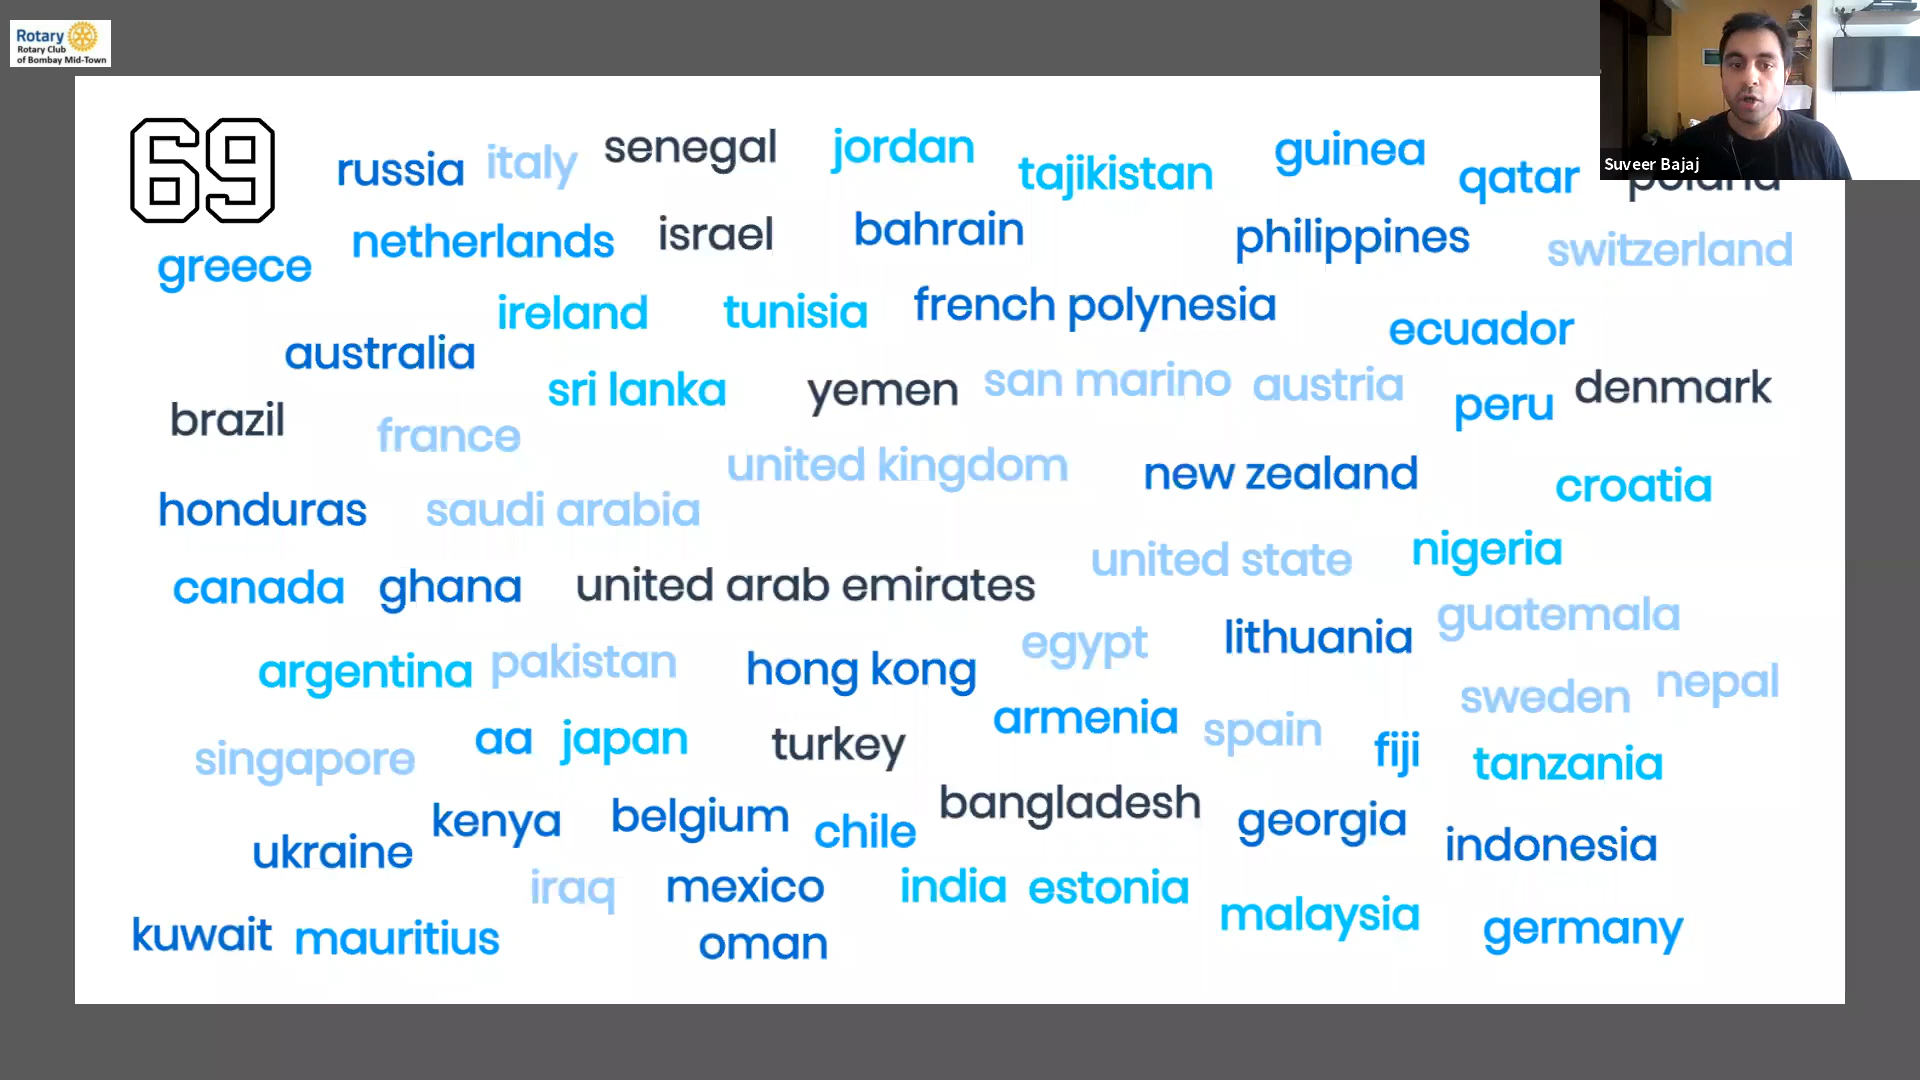 Rotary
Rotary Club
of Bombay Mid-Town
Suveer Bajaj
69
russia italy senegal jordan tajikistan guinea qatar poland
greece netherlands israel bahrain philippines switzerland
australia ireland tunisia french polynesia ecuador
brazil france sri lanka yemen san marino austria peru denmark
honduras saudi arabia united kingdom new zealand croatia
canada ghana united arab emirates united state nigeria
argentina pakistan hong kong egypt lithuania guatemala
singapore aa japan turkey armenia spain fiji sweden nepal
tanzania
ukraine kenya belgium chile bangladesh georgia indonesia
iraq mexico india estonia malaysia
kuwait mauritius oman germany